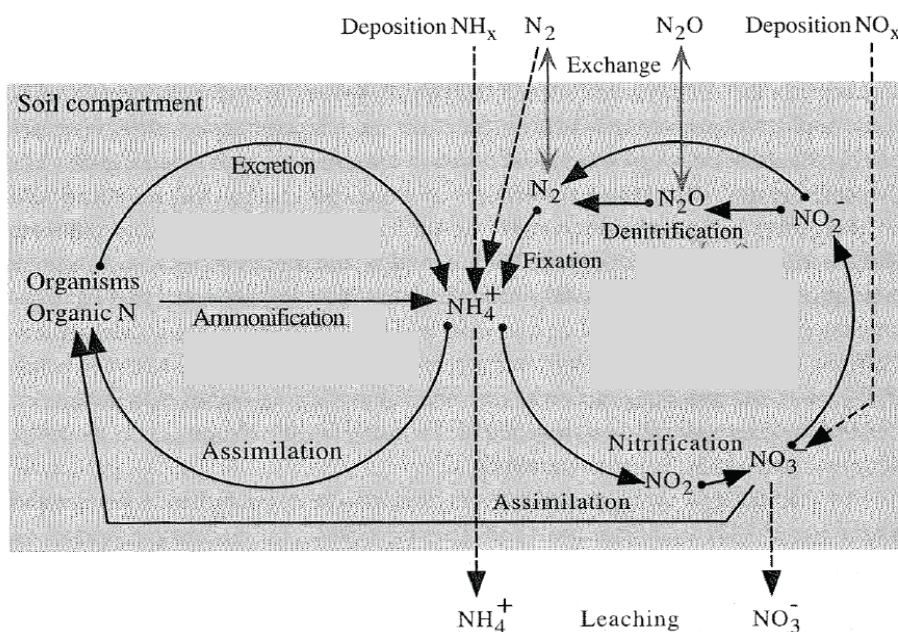 Deposition NHₓ N₂ N₂O Deposition NOₓ
Exchange
Soil compartment
Excretion
N₂ N₂O NO₂⁻
Denitrification
Fixation
Organisms
Organic N
NH₄⁺
Ammonification
Nitrification
Assimilation
NO₃⁻
NO₂⁻
Assimilation
NH₄⁺ Leaching NO₃⁻